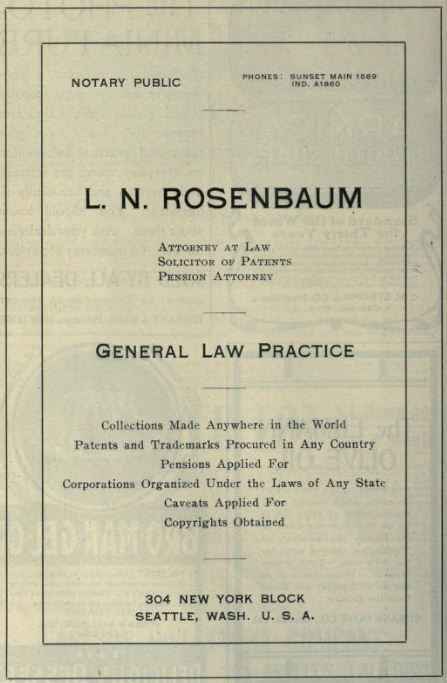 NOTARY PUBLIC
PHONES: SUNSET MAIN 1689
IND. A1860
L. N. ROSENBAUM
ATTORNEY AT LAW
SOLICITOR OF PATENTS
PENSION ATTORNEY
GENERAL LAW PRACTICE
Collections Made Anywhere in the World
Patents and Trademarks Procured in Any Country
Pensions Applied For
Corporations Organized Under the Laws of Any State
Caveats Applied For
Copyrights Obtained
304 NEW YORK BLOCK
SEATTLE, WASH. U. S. A.